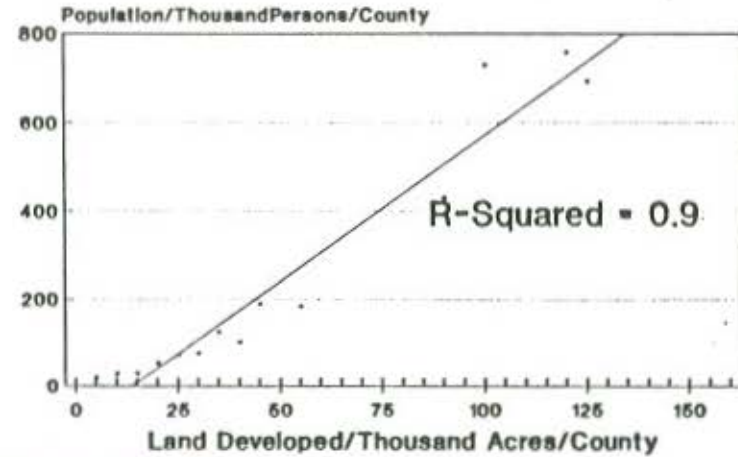 Population/ThousandPersons/County
800
600
400
200
0
R-Squared = 0.9
0 25 50 75 100 125 150
Land Developed/Thousand Acres/County